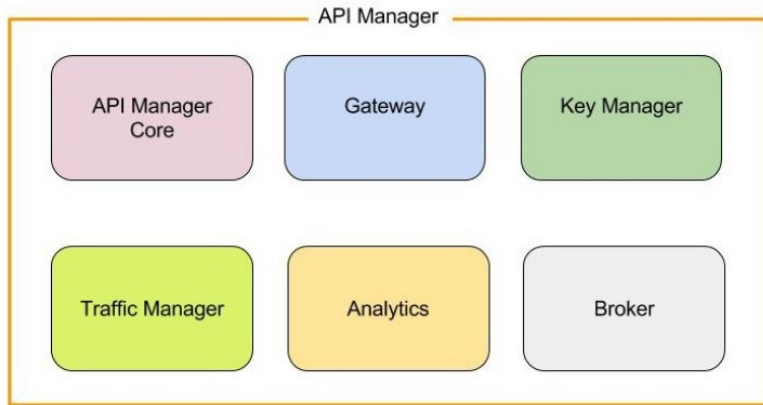 API Manager
API Manager
Core
Gateway
Key Manager
Traffic Manager
Analytics
Broker